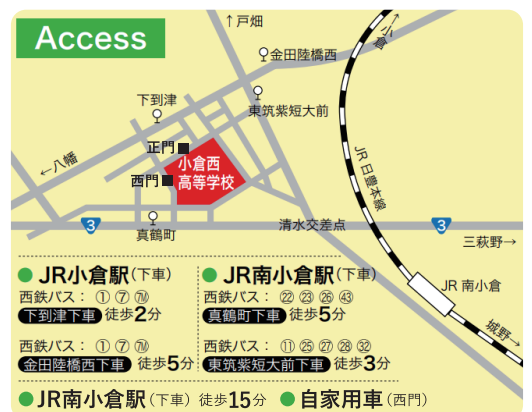 Access
↑戸畑
小倉→
金田陸橋西
下到津
東筑紫短大前
正門
小倉西
高等学校
西門
←八幡
JR日豊本線
3
真鶴町
清水交差点
3
三萩野→
JR 南小倉
城野→
● JR小倉駅(下車)
西鉄バス： ① ⑦ 7M
下到津下車 徒歩2分
西鉄バス： ① ⑦ 7M
金田陸橋西下車 徒歩5分
● JR南小倉駅(下車)
西鉄バス： ㉒ ㉓ ㉖ ㊸
真鶴町下車 徒歩5分
西鉄バス： ⑪ ㉕ ㉗ ㉘ ㉜
東筑紫短大前下車 徒歩3分
● JR南小倉駅(下車) 徒歩15分 ● 自家用車(西門)